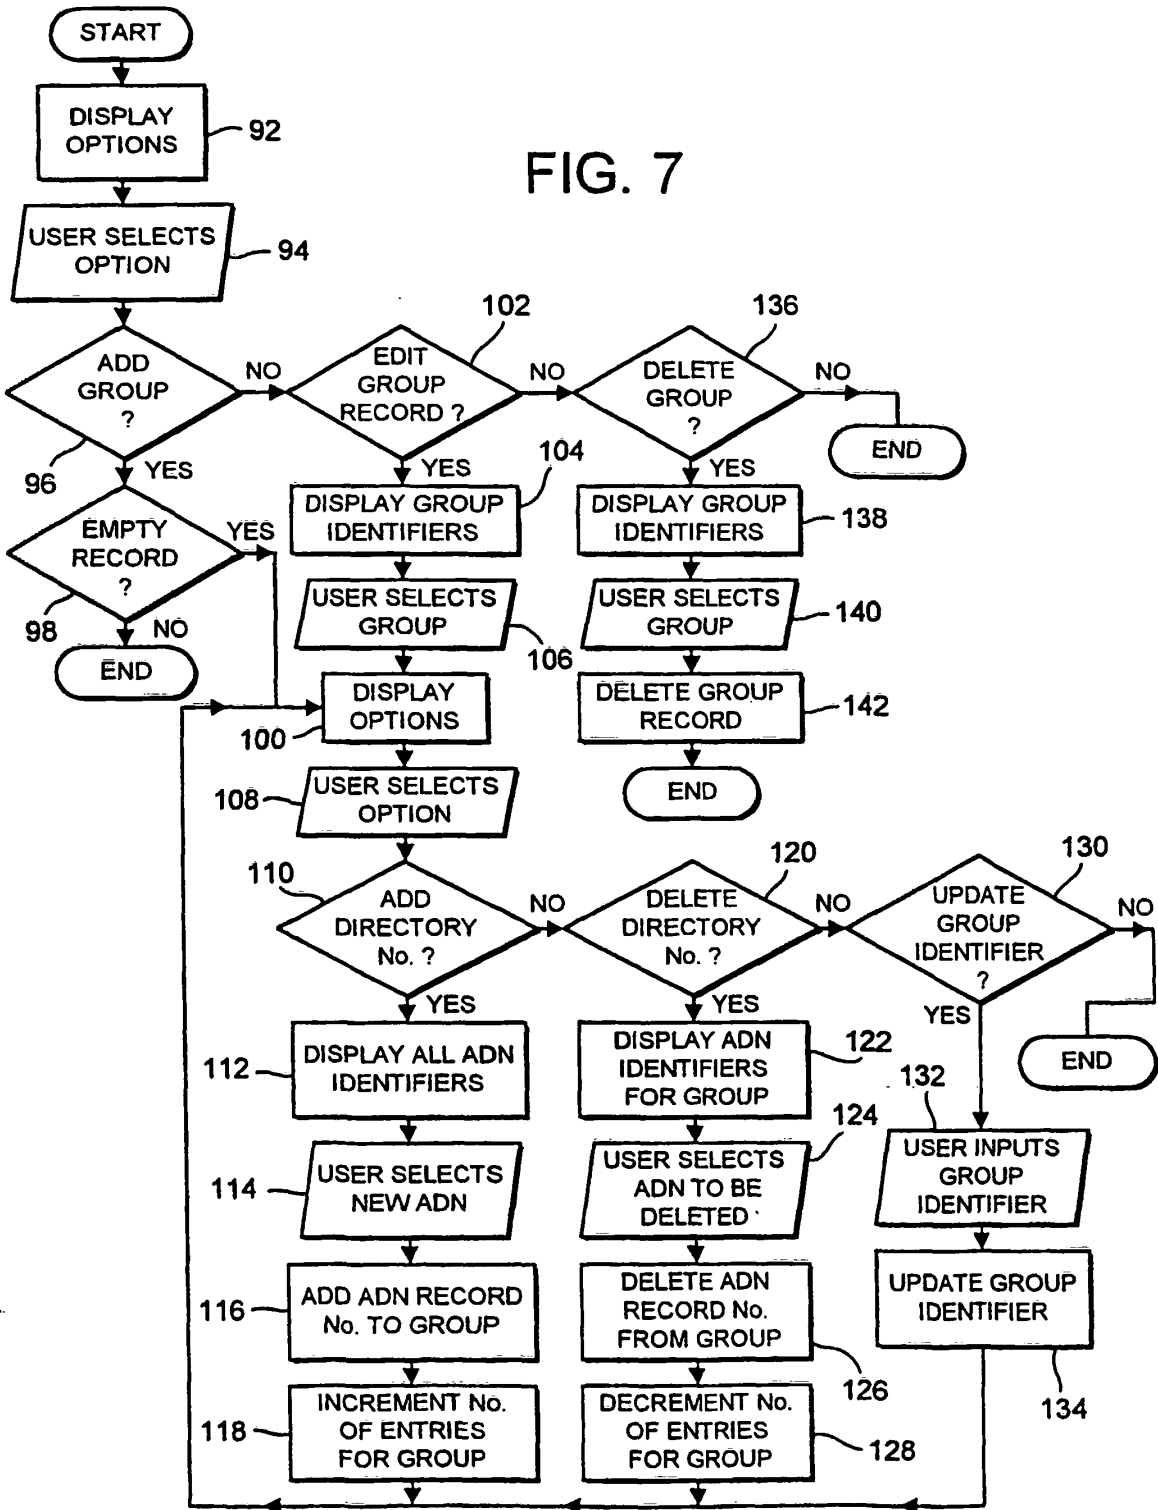 START
DISPLAY
OPTIONS
92
FIG. 7
USER SELECTS
OPTION
94
ADD
GROUP
?
96
NO
YES
EDIT
GROUP
RECORD ?
102
NO
YES
DELETE
GROUP
?
136
NO
YES
END
EMPTY
RECORD
?
98
YES
NO
END
DISPLAY GROUP
IDENTIFIERS
104
DISPLAY GROUP
IDENTIFIERS
138
USER SELECTS
GROUP
106
USER SELECTS
GROUP
140
DISPLAY
OPTIONS
100
DELETE GROUP
RECORD
142
END
USER SELECTS
OPTION
108
ADD
DIRECTORY
No. ?
110
NO
YES
DELETE
DIRECTORY
No. ?
120
NO
YES
UPDATE
GROUP
IDENTIFIER
?
130
NO
YES
END
DISPLAY ALL ADN
IDENTIFIERS
112
DISPLAY ADN
IDENTIFIERS
FOR GROUP
122
USER SELECTS
NEW ADN
114
USER SELECTS
ADN TO BE
DELETED
124
USER INPUTS
GROUP
IDENTIFIER
132
ADD ADN RECORD
No. TO GROUP
116
DELETE ADN
RECORD No.
FROM GROUP
126
UPDATE GROUP
IDENTIFIER
134
INCREMENT No.
OF ENTRIES
FOR GROUP
118
DECREMENT No.
OF ENTRIES
FOR GROUP
128